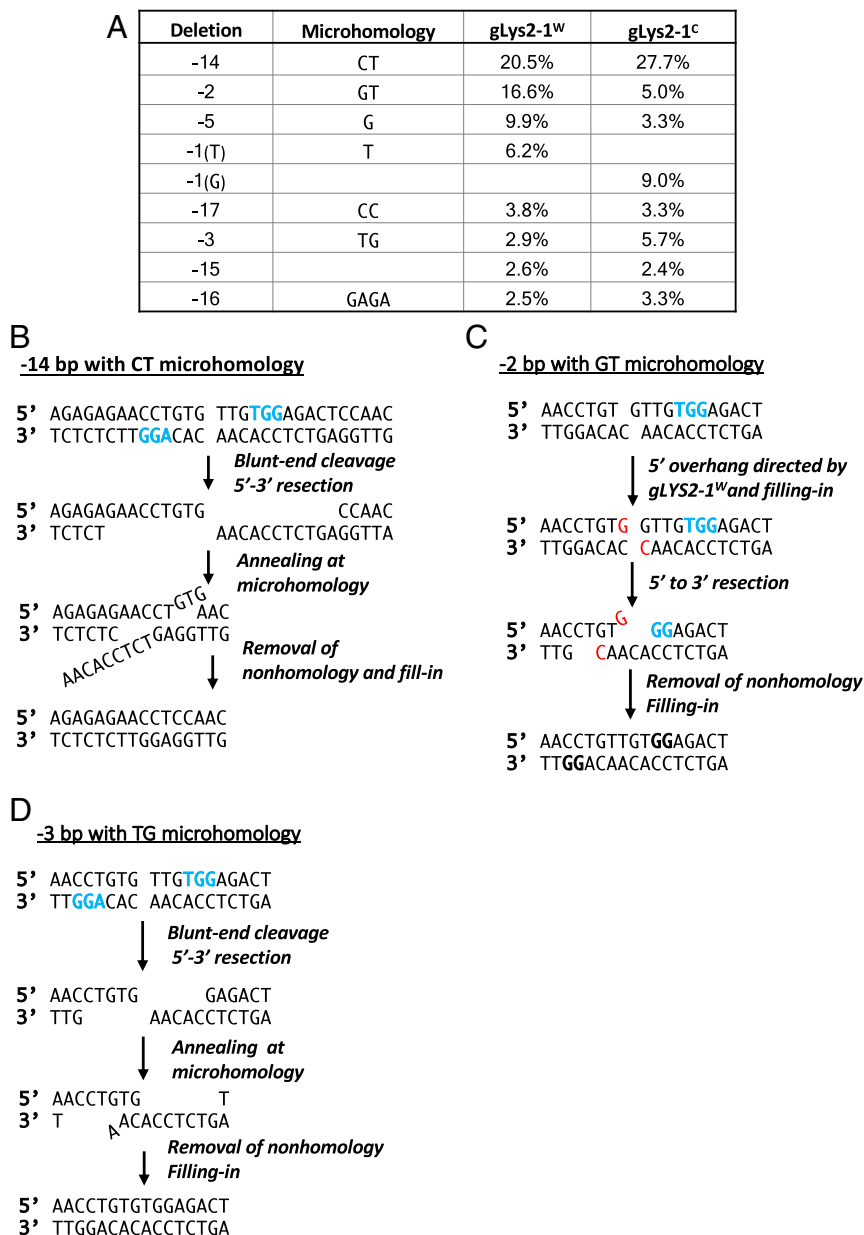 A
Deletion Microhomology gLys2-1ᵂ gLys2-1ᶜ
-14 CT 20.5% 27.7%
-2 GT 16.6% 5.0%
-5 G 9.9% 3.3%
-1(T) T 6.2%
-1(G) 9.0%
-17 CC 3.8% 3.3%
-3 TG 2.9% 5.7%
-15 2.6% 2.4%
-16 GAGA 2.5% 3.3%
B
-14 bp with CT microhomology
5’ AGAGAGAACCTGTG TTGTGGAGACTCCAAC
3’ TCTCTCTTGGACAC AACACCTCTGAGGTTG
Blunt-end cleavage
5’-3’ resection
5’ AGAGAGAACCTGTG CCAAC
3’ TCTCT AACACCTCTGAGGTTA
Annealing at
microhomology
GTG
5’ AGAGAGAACCT AAC
3’ TCTCTC GAGGTTG
AACACCTCT
Removal of
nonhomology and fill-in
5’ AGAGAGAACCTCCAAC
3’ TCTCTCTTGGAGGTTG
C
-2 bp with GT microhomology
5’ AACCTGT GTTGTGGAGACT
3’ TTGGACAC AACACCTCTGA
5’ overhang directed by
gLYS2-1ᵂ and filling-in
5’ AACCTGTG GTTGTGGAGACT
3’ TTGGACAC CAACACCTCTGA
5’ to 3’ resection
G
5’ AACCTGT GGAGACT
3’ TTG CAACACCTCTGA
Removal of nonhomology
Filling-in
5’ AACCTGTTGTGGAGACT
3’ TTGGACAACACCTCTGA
D
-3 bp with TG microhomology
5’ AACCTGTG TTGTGGAGACT
3’ TTGGACAC AACACCTCTGA
Blunt-end cleavage
5’-3’ resection
5’ AACCTGTG GAGACT
3’ TTG AACACCTCTGA
Annealing at
microhomology
5’ AACCTGTG T
3’ T ACACCTCTGA
A
Removal of nonhomology
Filling-in
5’ AACCTGTGTGGAGACT
3’ TTGGACACACCTCTGA